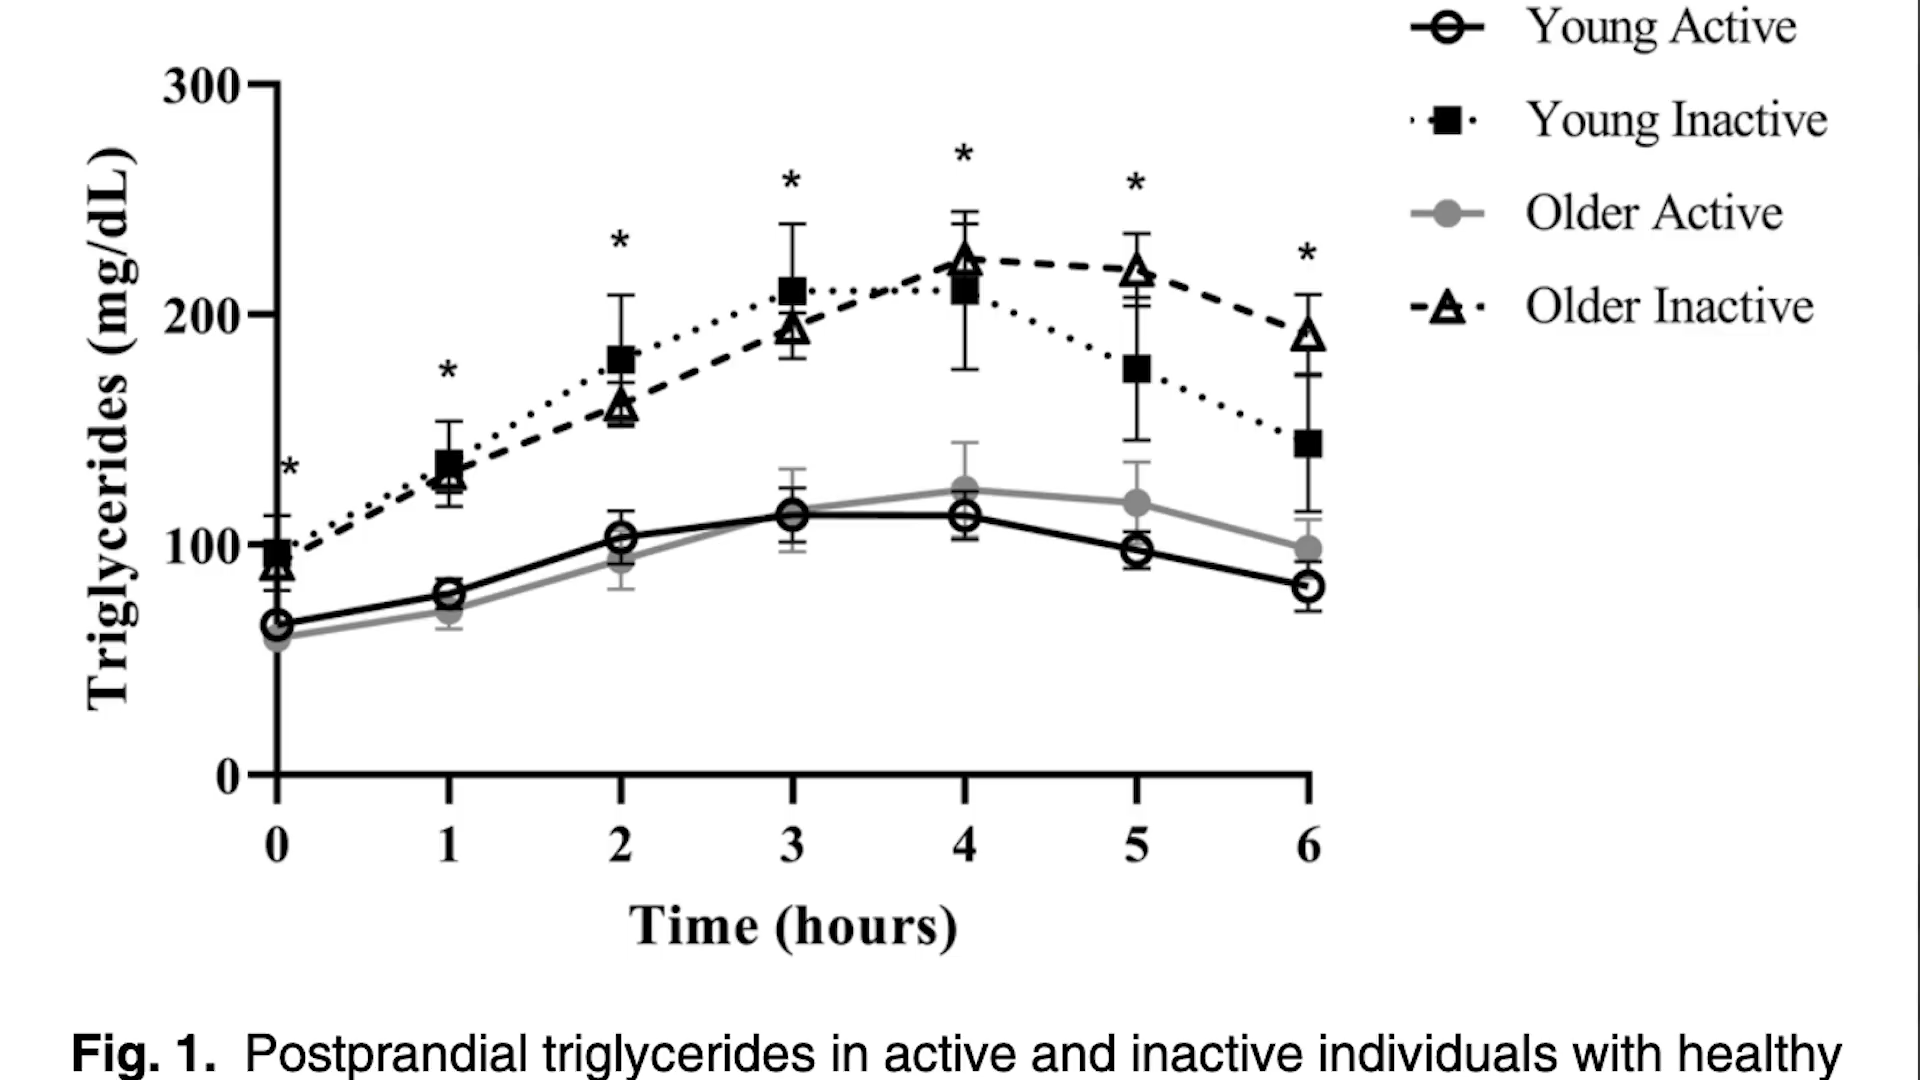 Young Active
Young Inactive
Older Active
Older Inactive
Triglycerides (mg/dL)
300
200
100
0
*
*
*
*
*
*
*
0 1 2 3 4 5 6
Time (hours)
Fig. 1. Postprandial triglycerides in active and inactive individuals with healthy